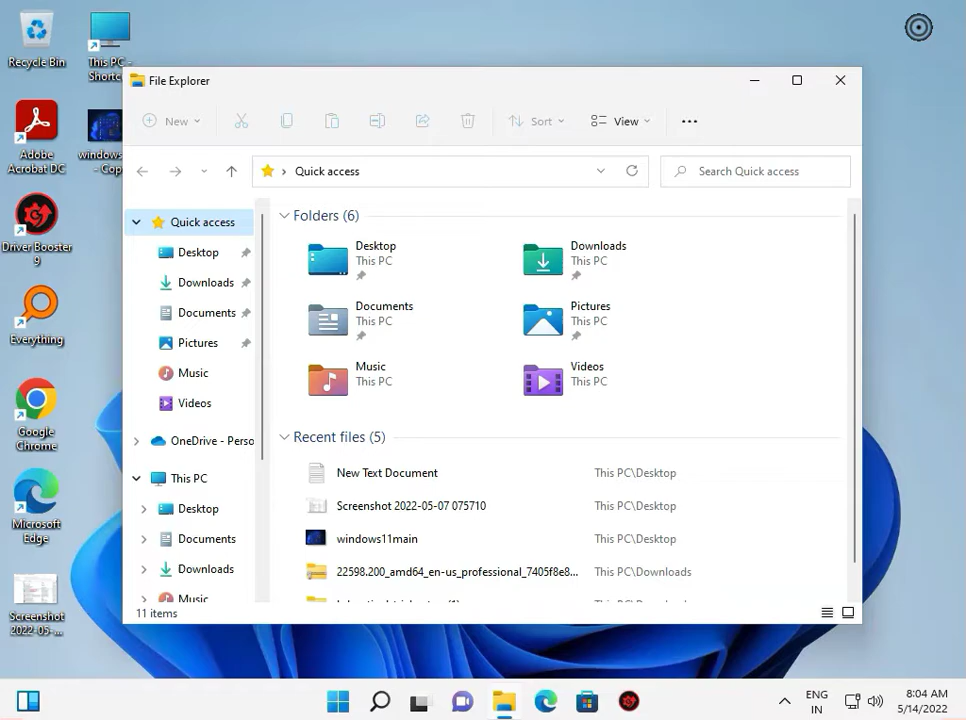 Recycle Bin
This PC -
Shortc
Adobe
Acrobat DC
windows
- Cop
Driver Booster
9
Everything
Google
Chrome
Microsoft
Edge
Screenshot
2022-05-...
File Explorer
New
Sort
View
Quick access
Search Quick access
Quick access
Desktop
Downloads
Documents
Pictures
Music
Videos
OneDrive - Perso
This PC
Desktop
Documents
Downloads
Music
Folders (6)
Desktop
This PC
Downloads
This PC
Documents
This PC
Pictures
This PC
Music
This PC
Videos
This PC
Recent files (5)
New Text Document This PC\Desktop
Screenshot 2022-05-07 075710 This PC\Desktop
windows11main This PC\Desktop
22598.200_amd64_en-us_professional_7405f8e8... This PC\Downloads
11 items
ENG
IN
8:04 AM
5/14/2022